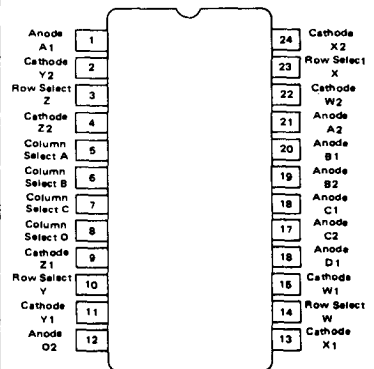 Anode
A1
1
Cathode
Y2
2
Row Select
Z
3
Cathode
Z2
4
Column
Select A
5
Column
Select B
6
Column
Select C
7
Column
Select O
8
Cathode
Z1
9
Row Select
Y
10
Cathode
Y1
11
Anode
O2
12
24
Cathode
X2
23
Row Select
X
22
Cathode
W2
21
Anode
A2
20
Anode
B1
19
Anode
B2
18
Anode
C1
17
Anode
C2
18
Anode
D1
15
Cathode
W1
14
Row Select
W
13
Cathode
X1